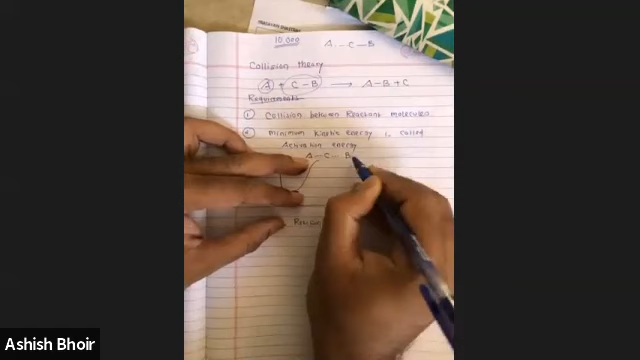 10,000 A ... C — B
Collision theory
A + C - B → A - B + C
Requirements
① Collision between Reactant molecules.
② Minimum kinetic energy is called
Activation energy
A — C ... B
Ashish Bhoir